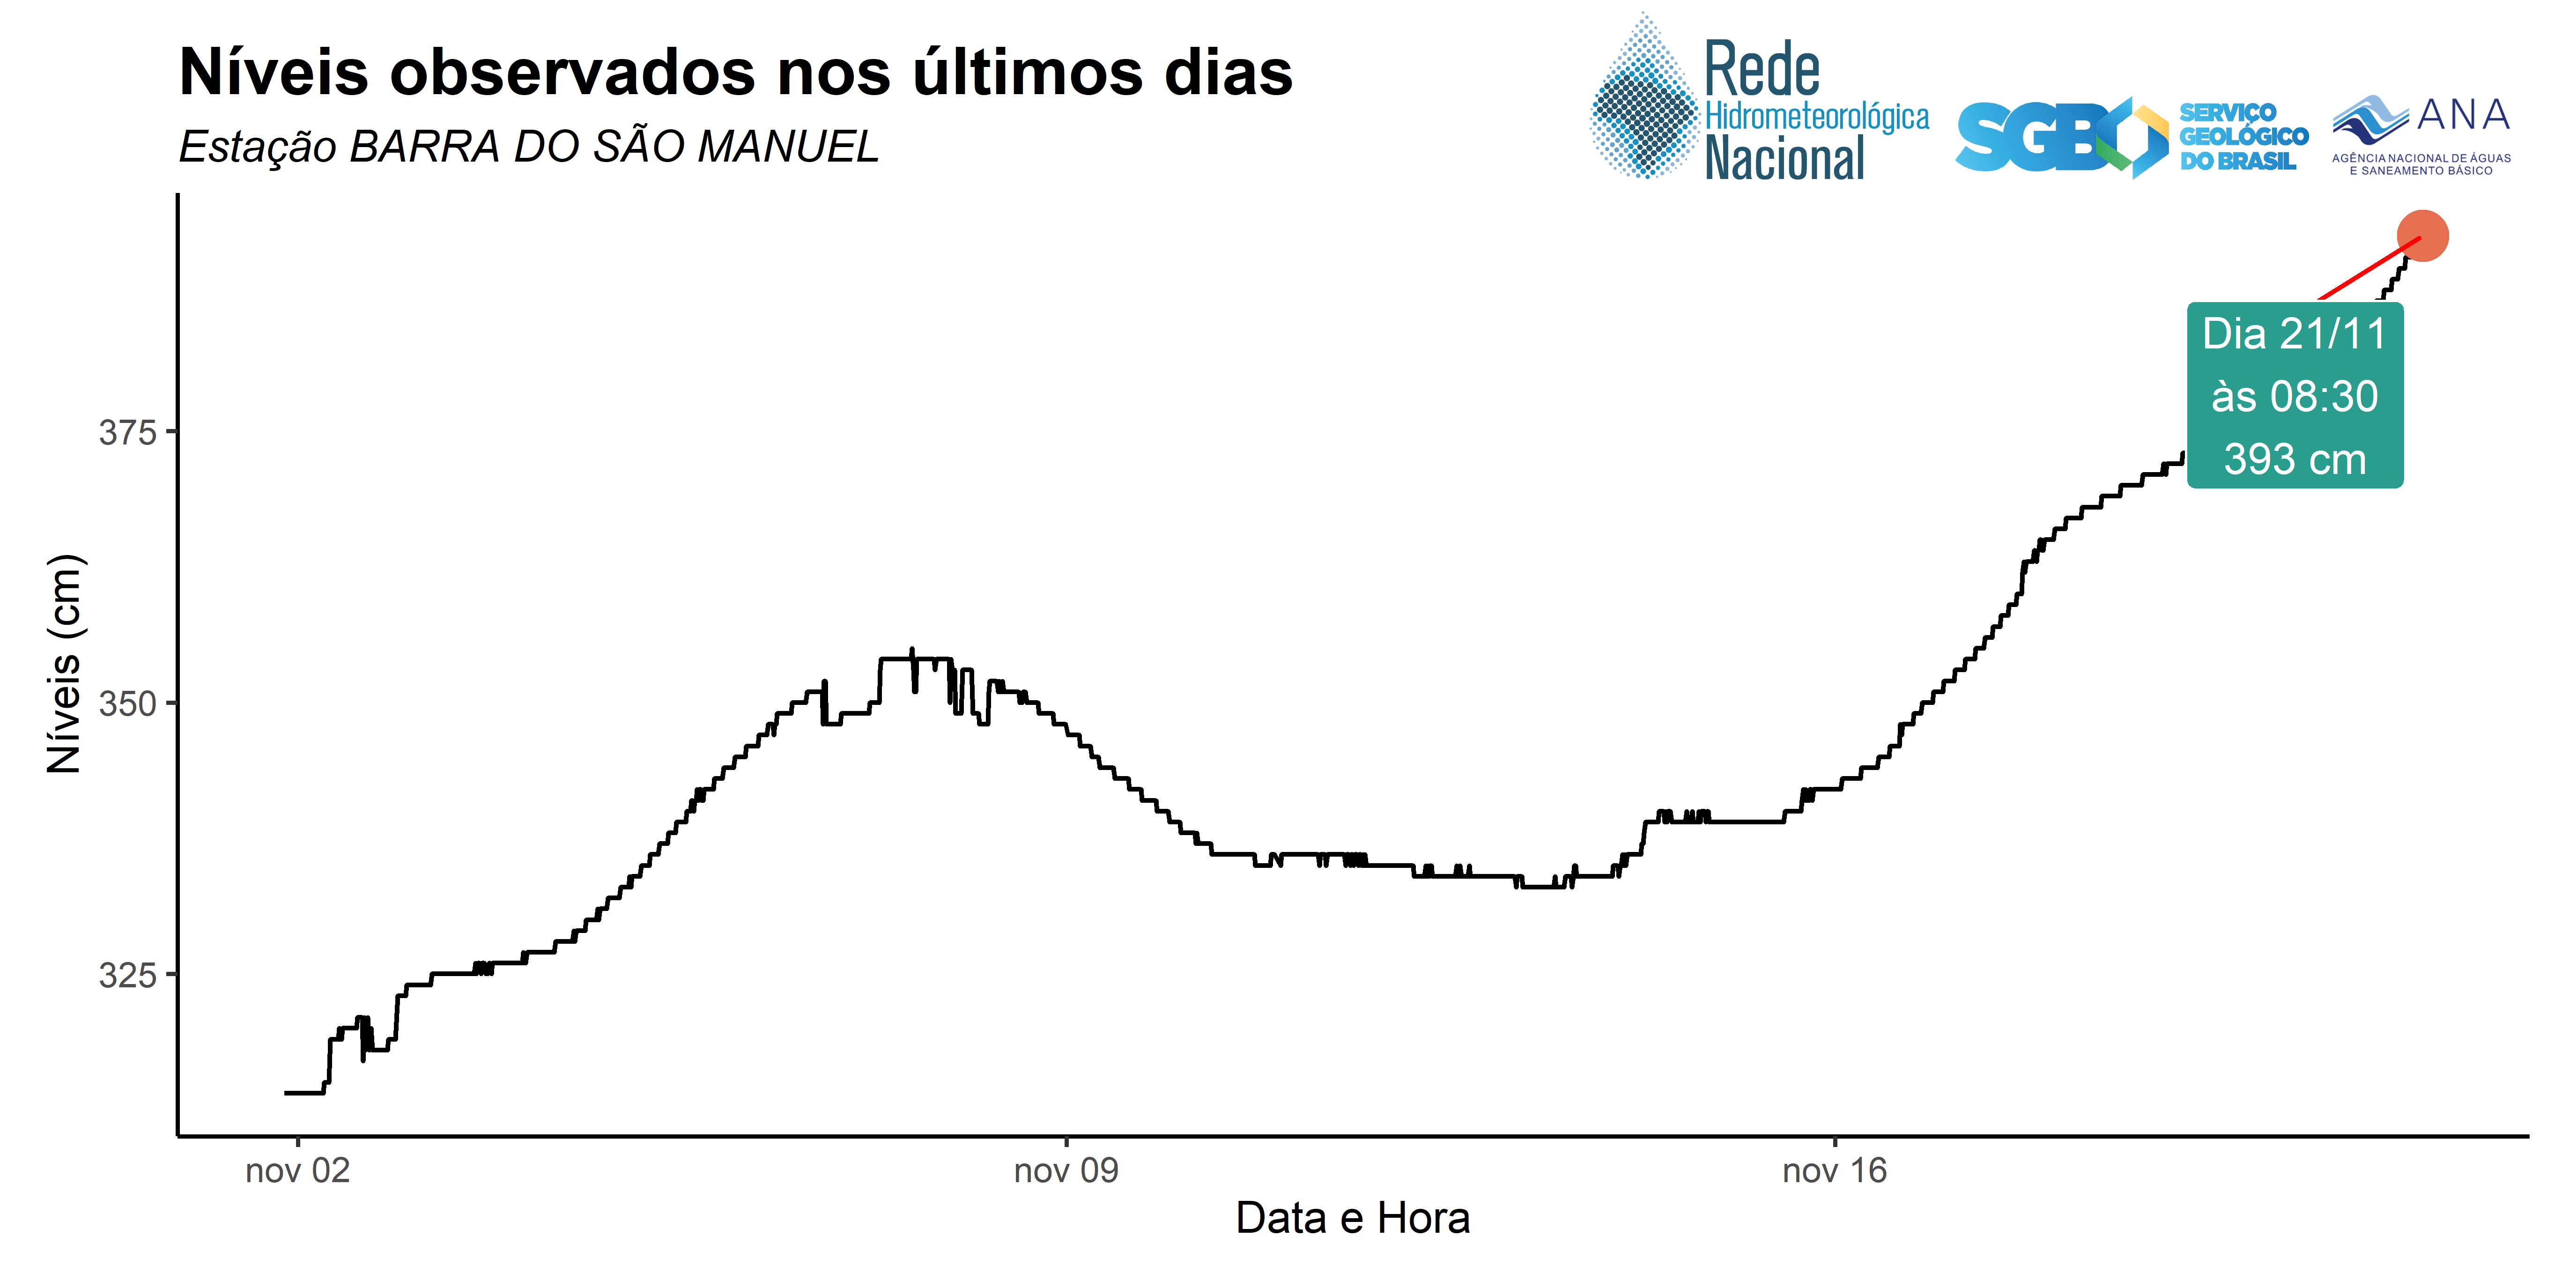 Níveis observados nos últimos dias
Estação BARRA DO SÃO MANUEL
Rede
Hidrometeorológica
Nacional
SGB
SERVIÇO
GEOLÓGICO
DO BRASIL
ANA
AGÊNCIA NACIONAL DE ÁGUAS
E SANEAMENTO BÁSICO
Dia 21/11
às 08:30
393 cm
375
350
325
Níveis (cm)
nov 02
nov 09
nov 16
Data e Hora